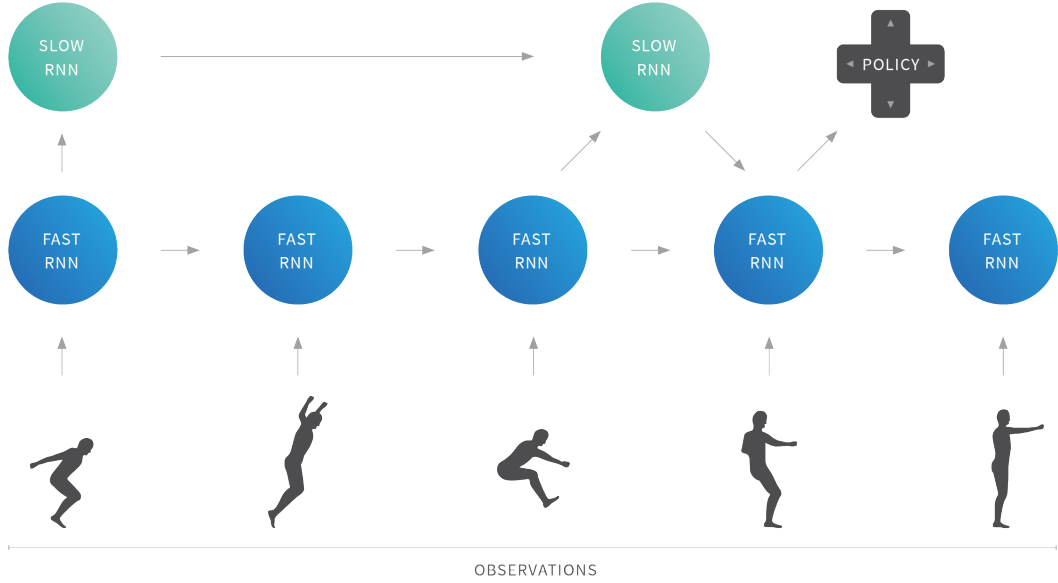 SLOW
RNN
SLOW
RNN
POLICY
FAST
RNN
FAST
RNN
FAST
RNN
FAST
RNN
FAST
RNN
OBSERVATIONS